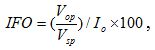 IFO = (V_op / V_sp) / I_o × 100 ,